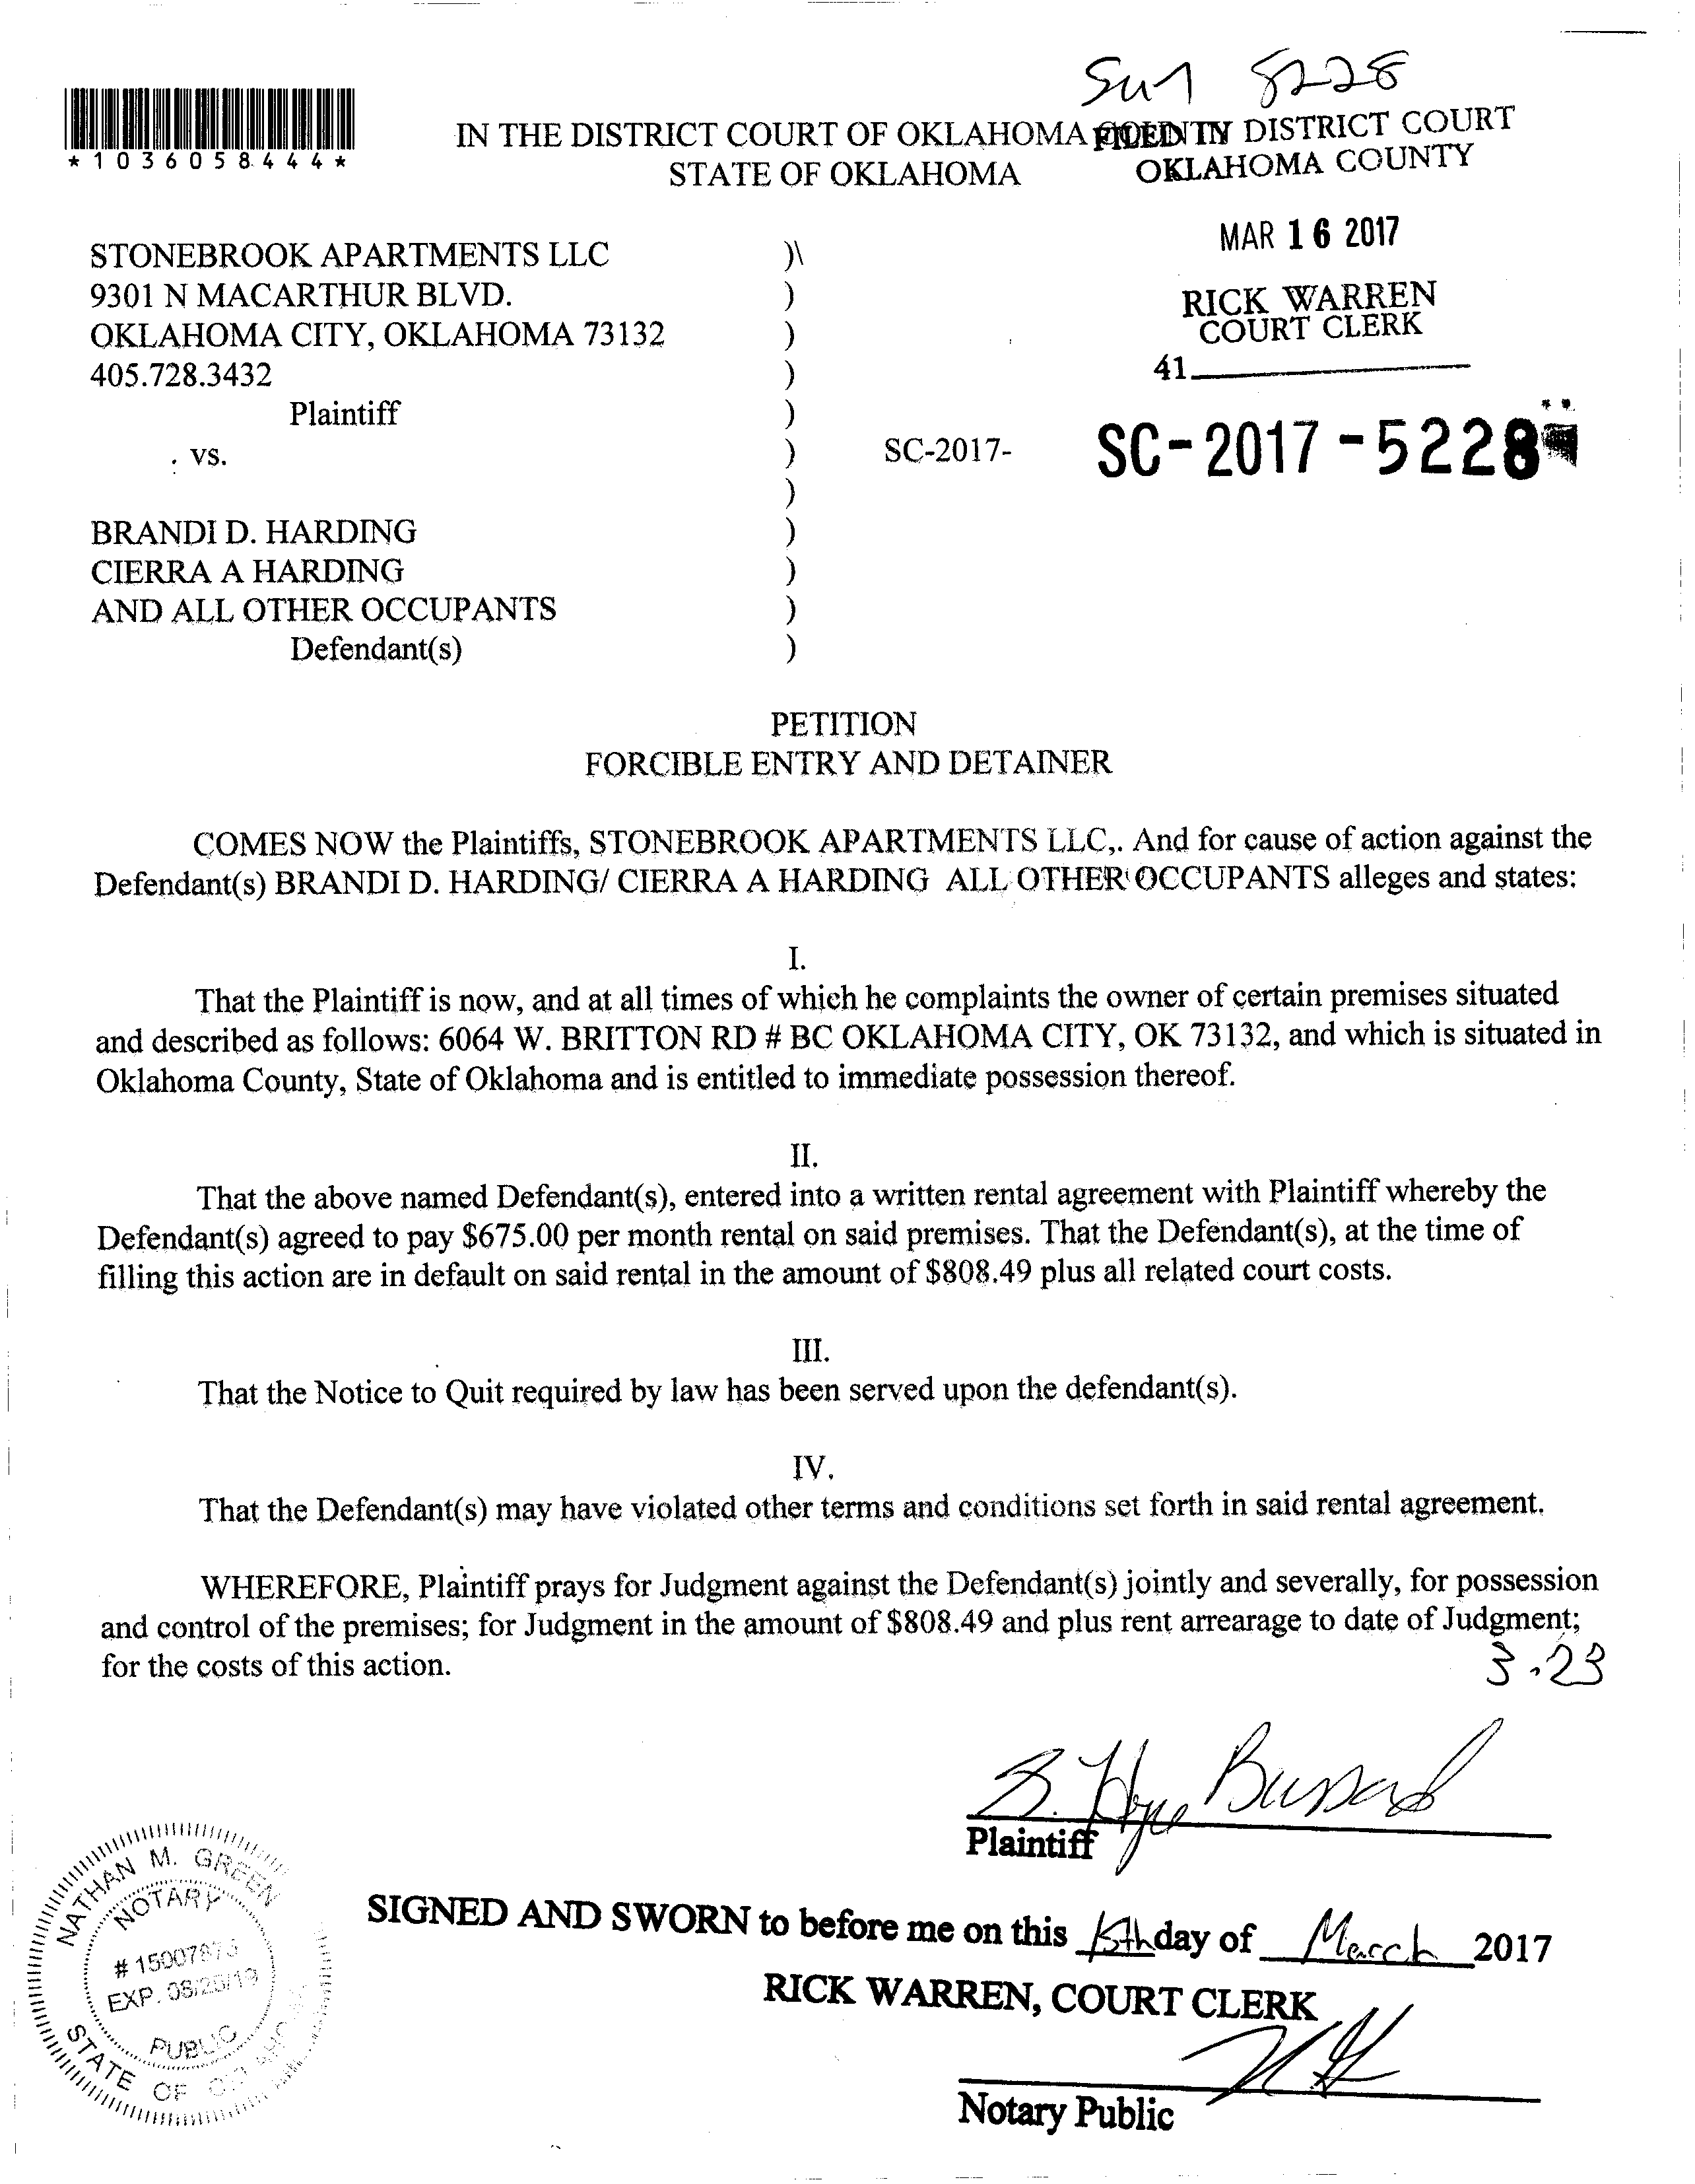 *1036058444*
Sm1 8228
IN THE DISTRICT COURT OF OKLAHOMA COUNTY
STATE OF OKLAHOMA
FILED IN DISTRICT COURT
OKLAHOMA COUNTY
MAR 16 2017
RICK WARREN
COURT CLERK
41
STONEBROOK APARTMENTS LLC )\
9301 N MACARTHUR BLVD. )
OKLAHOMA CITY, OKLAHOMA 73132 )
405.728.3432 )
Plaintiff )
vs. ) SC-2017- SC-2017-5228
)
BRANDI D. HARDING )
CIERRA A HARDING )
AND ALL OTHER OCCUPANTS )
Defendant(s) )
PETITION
FORCIBLE ENTRY AND DETAINER
COMES NOW the Plaintiffs, STONEBROOK APARTMENTS LLC,. And for cause of action against the
Defendant(s) BRANDI D. HARDING/ CIERRA A HARDING ALL OTHER OCCUPANTS alleges and states:
I.
That the Plaintiff is now, and at all times of which he complaints the owner of certain premises situated
and described as follows: 6064 W. BRITTON RD # BC OKLAHOMA CITY, OK 73132, and which is situated in
Oklahoma County, State of Oklahoma and is entitled to immediate possession thereof.
II.
That the above named Defendant(s), entered into a written rental agreement with Plaintiff whereby the
Defendant(s) agreed to pay $675.00 per month rental on said premises. That the Defendant(s), at the time of
filling this action are in default on said rental in the amount of $808.49 plus all related court costs.
III.
That the Notice to Quit required by law has been served upon the defendant(s).
IV.
That the Defendant(s) may have violated other terms and conditions set forth in said rental agreement.
WHEREFORE, Plaintiff prays for Judgment against the Defendant(s) jointly and severally, for possession
and control of the premises; for Judgment in the amount of $808.49 and plus rent arrearage to date of Judgment;
for the costs of this action.
3.23
Plaintiff
SIGNED AND SWORN to before me on this 15th day of March 2017
RICK WARREN, COURT CLERK
Notary Public
NATHAN M. GREEN
NOTARY
EXP.
PUBLIC
STATE OF OKLAHOMA